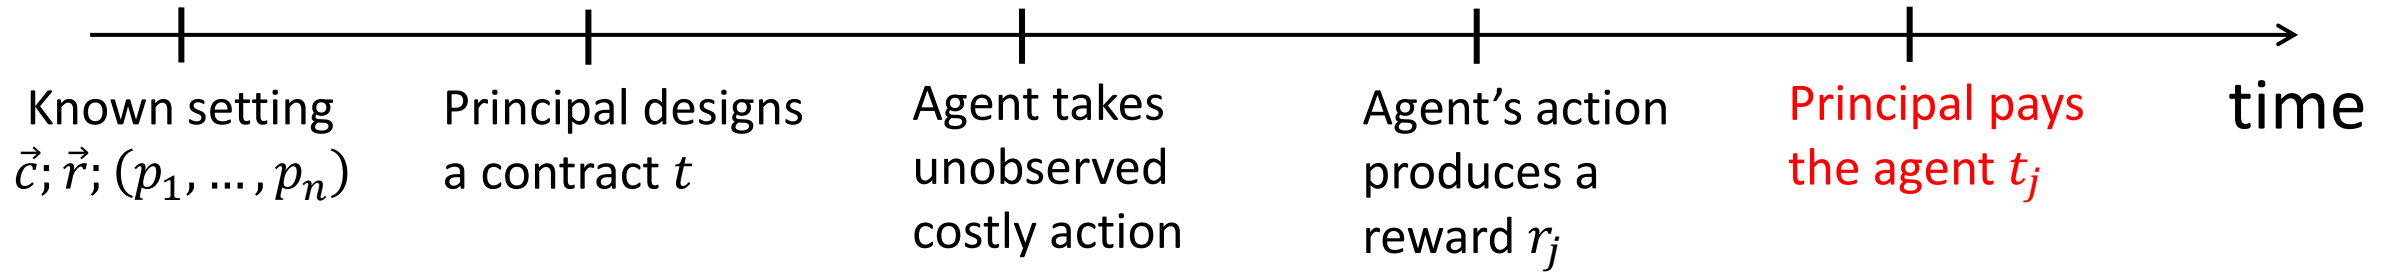 Known setting
c⃗; r⃗; (p₁, …, pₙ)
Principal designs
a contract t
Agent takes
unobserved
costly action
Agent’s action
produces a
reward rⱼ
Principal pays
the agent tⱼ
time